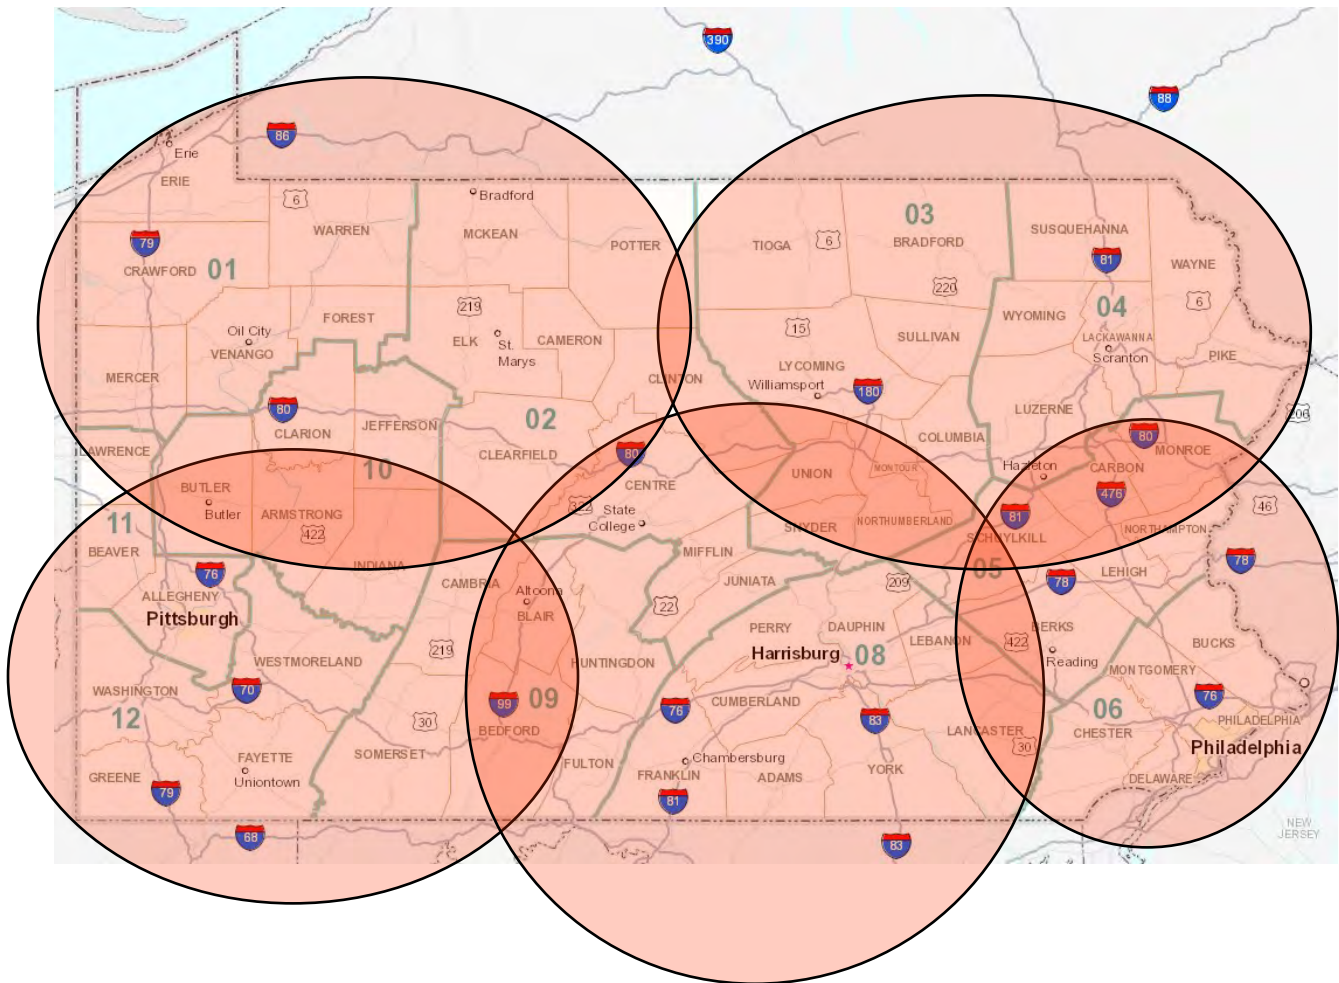 390
88
86
Erie
ERIE
6
Bradford
03
WARREN
MCKEAN
SUSQUEHANNA
79
POTTER
TIOGA
6
BRADFORD
81
WAYNE
CRAWFORD 01
220
6
219
04
FOREST
15
WYOMING
Oil City
VENANGO
ELK
St.
Marys
CAMERON
SULLIVAN
LACKAWANNA
Scranton
PIKE
MERCER
CLINTON
LYCOMING
Williamsport
180
80
02
LUZERNE
206
CLARION
JEFFERSON
COLUMBIA
80
LAWRENCE
CLEARFIELD
80
MONROE
10
UNION
MONTOUR
Hazleton
CARBON
BUTLER
Butler
CENTRE
476
322
State
College
46
11
ARMSTRONG
SNYDER
NORTHUMBERLAND
81
422
SCHUYLKILL
NORTHAMPTON
BEAVER
MIFFLIN
78
INDIANA
05
LEHIGH
76
CAMBRIA
JUNIATA
209
78
ALLEGHENY
Altoona
BLAIR
22
Pittsburgh
PERRY
DAUPHIN
BERKS
LEBANON
422
BUCKS
219
Harrisburg
08
Reading
WESTMORELAND
HUNTINGDON
MONTGOMERY
70
WASHINGTON
99
09
76
CUMBERLAND
76
12
30
BEDFORD
83
06
PHILADELPHIA
LANCASTER
CHESTER
30
Philadelphia
SOMERSET
FAYETTE
Uniontown
FULTON
Chambersburg
FRANKLIN
ADAMS
YORK
DELAWARE
GREENE
79
81
NEW
JERSEY
68
83